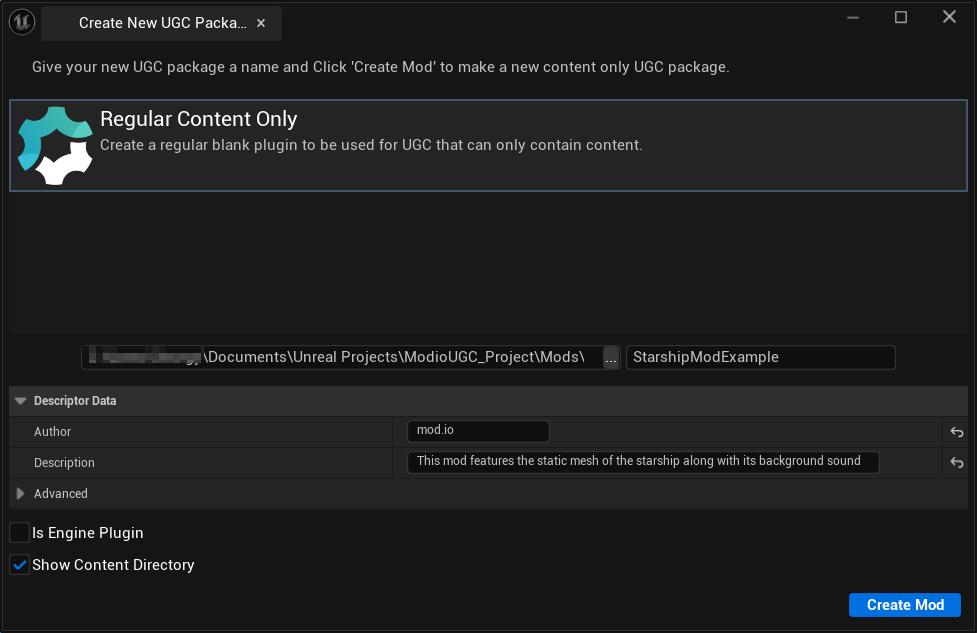 Create New UGC Packa...
Give your new UGC package a name and Click 'Create Mod' to make a new content only UGC package.
Regular Content Only
Create a regular blank plugin to be used for UGC that can only contain content.
\Documents\Unreal Projects\ModioUGC_Project\Mods\ ... StarshipModExample
Descriptor Data
Author mod.io
Description This mod features the static mesh of the starship along with its background sound
Advanced
Is Engine Plugin
Show Content Directory
Create Mod